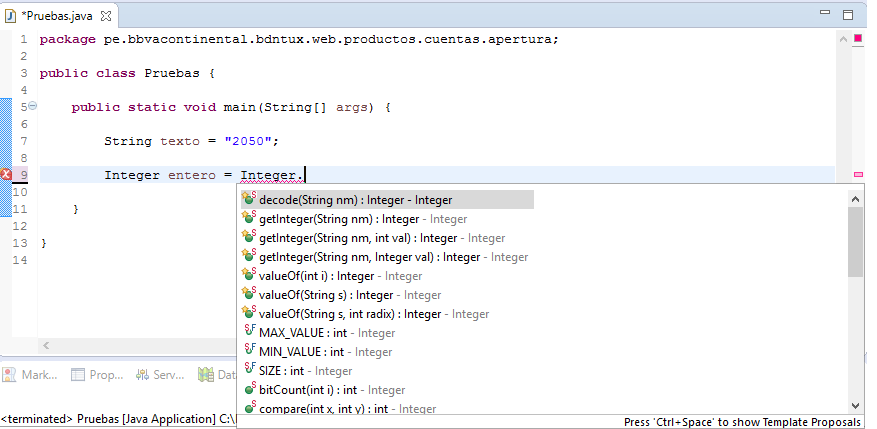 *Pruebas.java
1 package pe.bbvacontinental.bdntux.web.productos.cuentas.apertura;
2
3 public class Pruebas {
4
5 public static void main(String[] args) {
6
7 String texto = "2050";
8
9 Integer entero = Integer.
10
11 }
12
13 }
14
decode(String nm) : Integer - Integer
getInteger(String nm) : Integer - Integer
getInteger(String nm, int val) : Integer - Integer
getInteger(String nm, Integer val) : Integer - Integer
valueOf(int i) : Integer - Integer
valueOf(String s) : Integer - Integer
valueOf(String s, int radix) : Integer - Integer
MAX_VALUE : int - Integer
MIN_VALUE : int - Integer
SIZE : int - Integer
bitCount(int i) : int - Integer
compare(int x, int y) : int - Integer
Press 'Ctrl+Space' to show Template Proposals
Mark... Prop... Serv... Dat
<terminated> Pruebas [Java Application] C:\